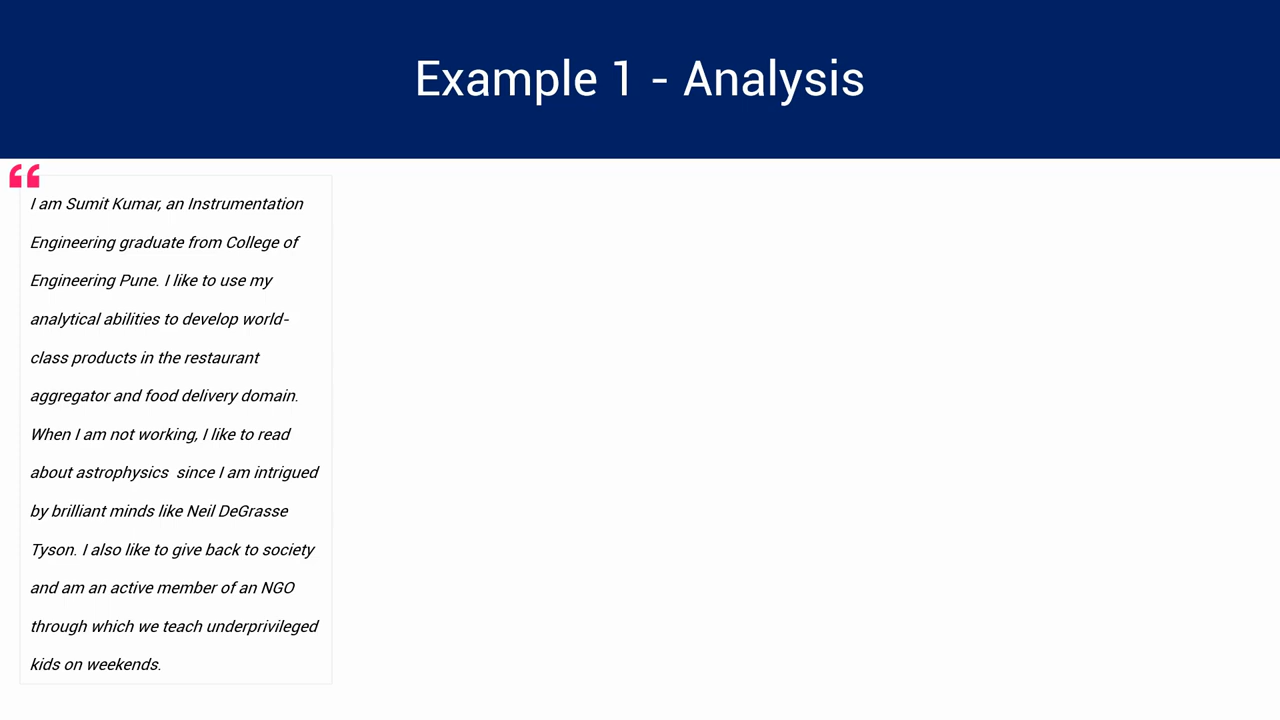 Example 1 - Analysis
“
I am Sumit Kumar, an Instrumentation
Engineering graduate from College of
Engineering Pune. I like to use my
analytical abilities to develop world-
class products in the restaurant
aggregator and food delivery domain.
When I am not working, I like to read
about astrophysics  since I am intrigued
by brilliant minds like Neil DeGrasse
Tyson. I also like to give back to society
and am an active member of an NGO
through which we teach underprivileged
kids on weekends.